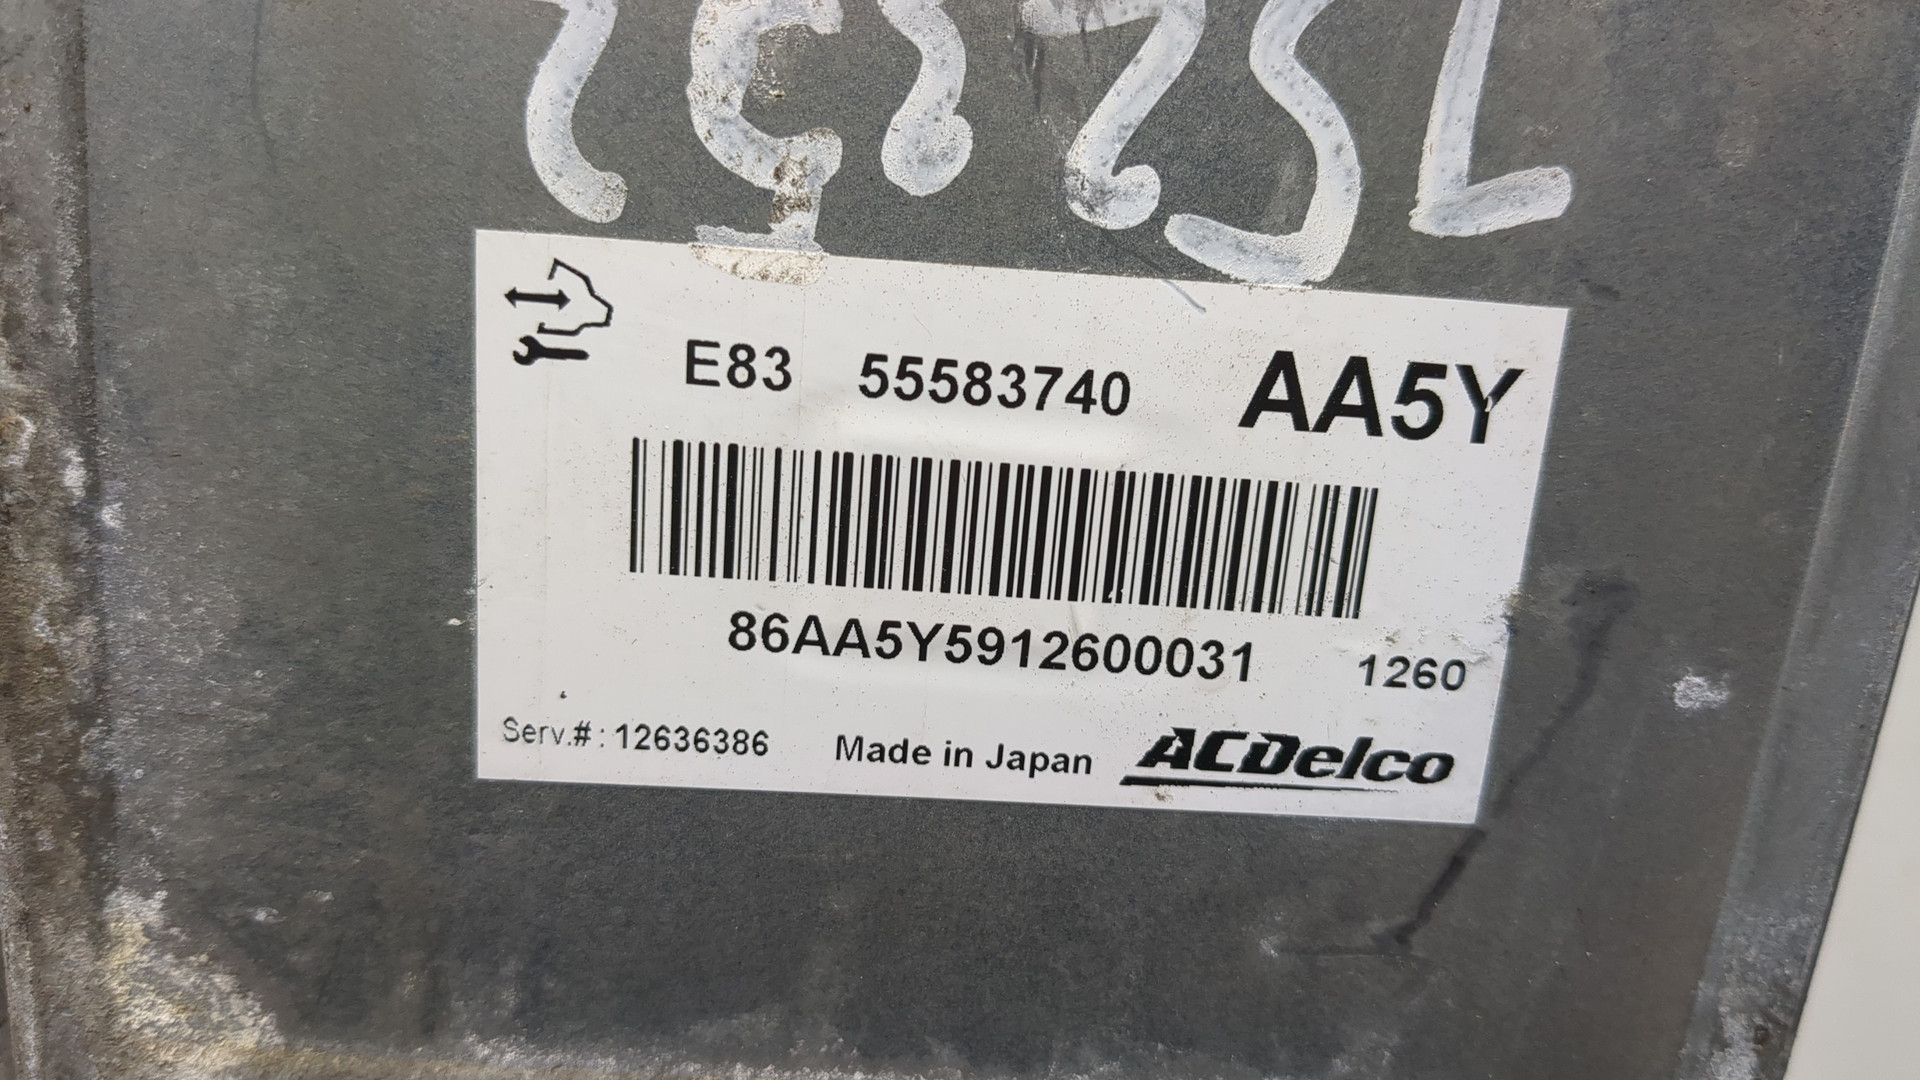 E83 55583740 AA5Y
86AA5Y5912600031 1260
Serv.#: 12636386 Made in Japan ACDelco